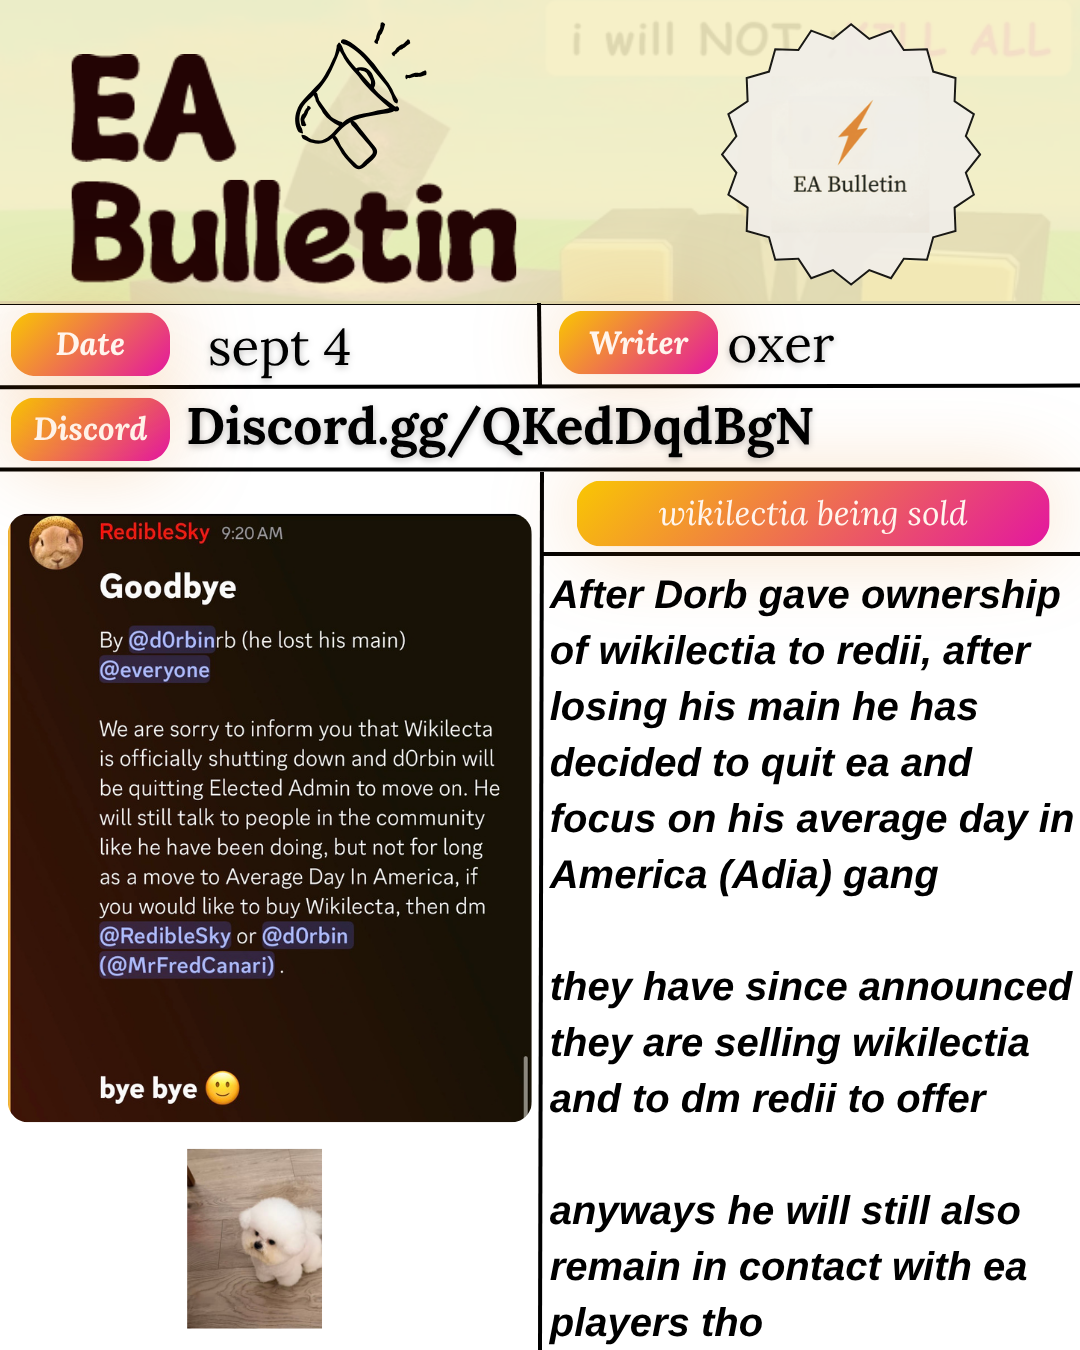 i will NOT KILL ALL
EA
Bulletin
EA Bulletin
Date
sept 4
Writer
oxer
Discord
Discord.gg/QKedDqdBgN
RedibleSky 9:20 AM
Goodbye
By @d0rbinrb (he lost his main)
@everyone
We are sorry to inform you that Wikilecta
is officially shutting down and d0rbin will
be quitting Elected Admin to move on. He
will still talk to people in the community
like he have been doing, but not for long
as a move to Average Day In America, if
you would like to buy Wikilecta, then dm
@RedibleSky or @d0rbin
(@MrFredCanari) .
bye bye 🙂
wikilectia being sold
After Dorb gave ownership
of wikilectia to redii, after
losing his main he has
decided to quit ea and
focus on his average day in
America (Adia) gang
they have since announced
they are selling wikilectia
and to dm redii to offer
anyways he will still also
remain in contact with ea
players tho